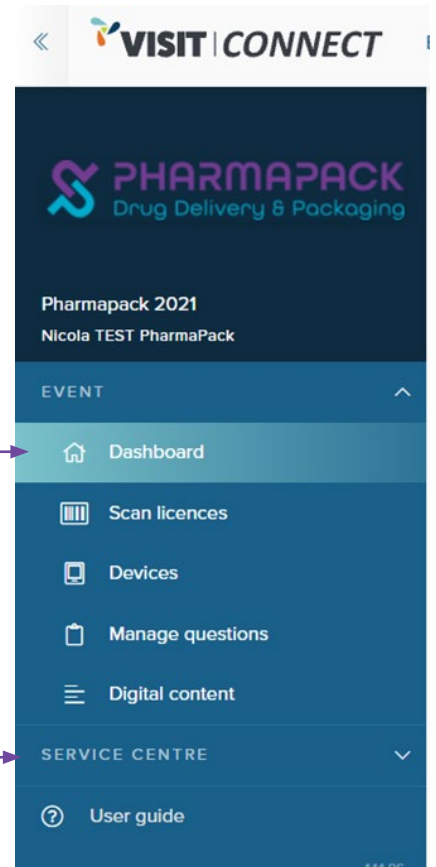 VISIT CONNECT
PHARMAPACK
Drug Delivery & Packaging
Pharmapack 2021
Nicola TEST PharmaPack
EVENT
Dashboard
Scan licences
Devices
Manage questions
Digital content
SERVICE CENTRE
User guide